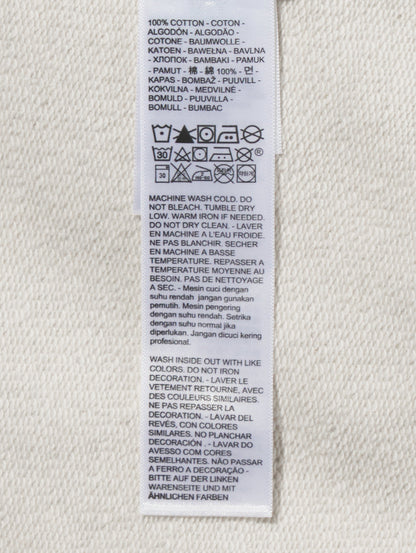 100% COTTON - COTON -
ALGODÓN - ALGODÃO -
COTONE - BAUMWOLLE -
KATOEN - BAWEŁNA - BAVLNA
- ХЛОПОК - BAMBAKI - PAMUK
- PAMUT - 棉 - 綿 100% - 면 -
KAPAS - BOMBAŽ - PUUVILL -
KOKVILNA - MEDVILNĖ -
BOMULD - PUUVILLA -
BOMULL - BUMBAC
30 ®
30
MACHINE WASH COLD. DO
NOT BLEACH. TUMBLE DRY
LOW. WARM IRON IF NEEDED.
DO NOT DRY CLEAN. - LAVER
EN MACHINE A L'EAU FROIDE.
NE PAS BLANCHIR. SECHER
EN MACHINE A BASSE
TEMPERATURE. REPASSER A
TEMPERATURE MOYENNE AU
BESOIN. PAS DE NETTOYAGE
A SEC. - Mesin cuci dengan
suhu rendah jangan gunakan
pemutih. Mesin pengering
dengan suhu rendah. Setrika
dengan suhu normal jika
diperlukan. Jangan dicuci kering
profesional.
WASH INSIDE OUT WITH LIKE
COLORS. DO NOT IRON
DECORATION. - LAVER LE
VETEMENT RETOURNE, AVEC
DES COULEURS SIMILAIRES.
NE PAS REPASSER LA
DECORATION. - LAVAR DEL
REVÉS, CON COLORES
SIMILARES. NO PLANCHAR
DECORACIÓN . - LAVAR DO
AVESSO COM CORES
SEMELHANTES. NÃO PASSAR
A FERRO A DECORAÇÃO -
BITTE AUF DER LINKEN
WARENSEITE UND MIT
ÄHNLICHEN FARBEN